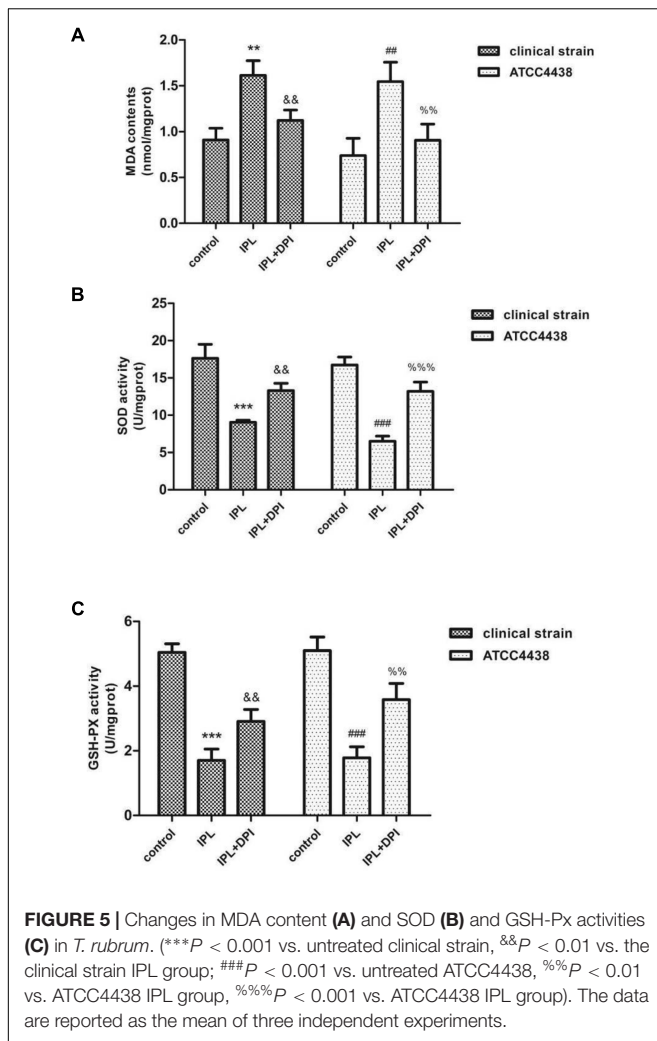 A
MDA contents
(nmol/mgprot)
2.0
1.5
1.0
0.5
0.0
**
&&
##
%%
control
IPL
IPL+DPI
control
IPL
IPL+DPI
clinical strain
ATCC4438
B
SOD activity
(U/mgprot)
25
20
15
10
5
0
***
&&
###
%%%
control
IPL
IPL+DPI
control
IPL
IPL+DPI
clinical strain
ATCC4438
C
GSH-PX activity
(U/mgprot)
6
4
2
0
***
&&
###
%%
control
IPL
IPL+DPI
control
IPL
IPL+DPI
clinical strain
ATCC4438
FIGURE 5 | Changes in MDA content (A) and SOD (B) and GSH-Px activities
(C) in T. rubrum. (***P < 0.001 vs. untreated clinical strain, &&P < 0.01 vs. the
clinical strain IPL group; ###P < 0.001 vs. untreated ATCC4438, %%P < 0.01
vs. ATCC4438 IPL group, %%%P < 0.001 vs. ATCC4438 IPL group). The data
are reported as the mean of three independent experiments.